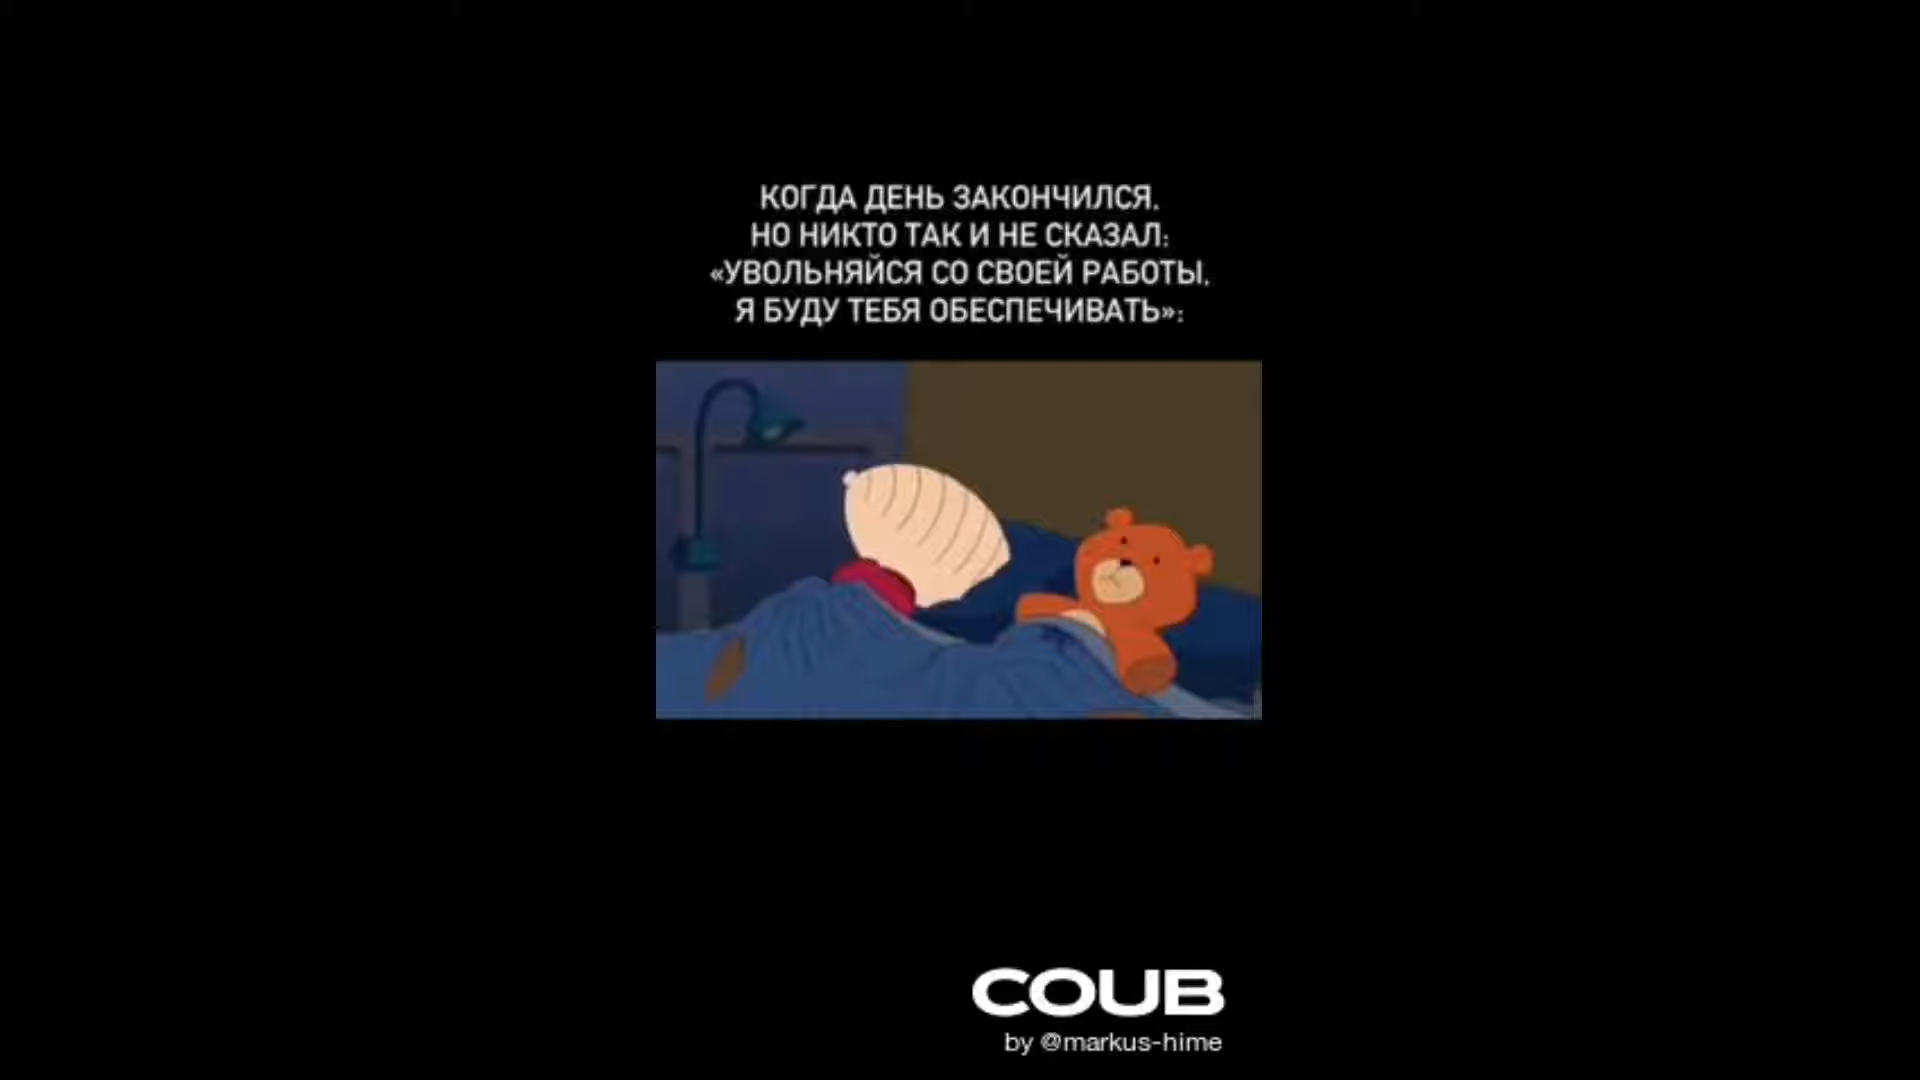 КОГДА ДЕНЬ ЗАКОНЧИЛСЯ,
НО НИКТО ТАК И НЕ СКАЗАЛ:
«УВОЛЬНЯЙСЯ СО СВОЕЙ РАБОТЫ,
Я БУДУ ТЕБЯ ОБЕСПЕЧИВАТЬ»:
COUB
by @markus-hime